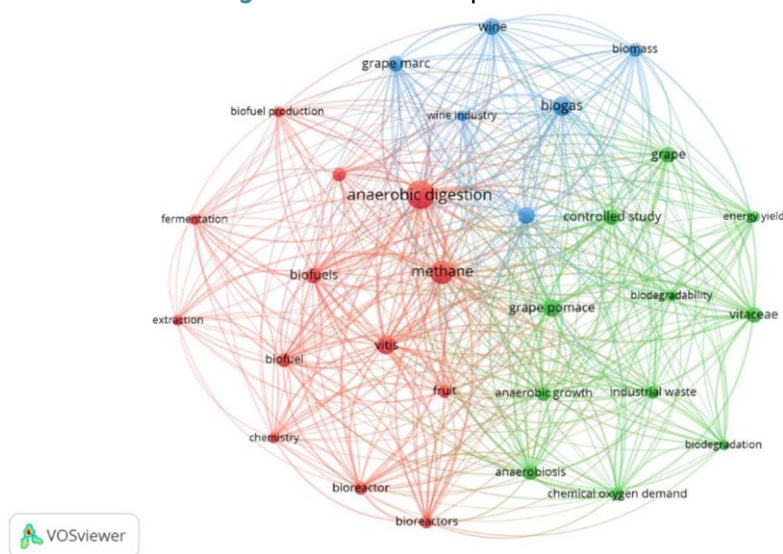 wine
biomass
grape marc
biogas
biofuel production
wine industry
grape
anaerobic digestion
controlled study
energy yield
fermentation
methane
biofuels
biodegradability
grape pomace
vitaceae
extraction
vitis
biofuel
fruit
anaerobic growth
industrial waste
chemistry
biodegradation
anaerobiosis
bioreactor
chemical oxygen demand
bioreactors
VOSviewer